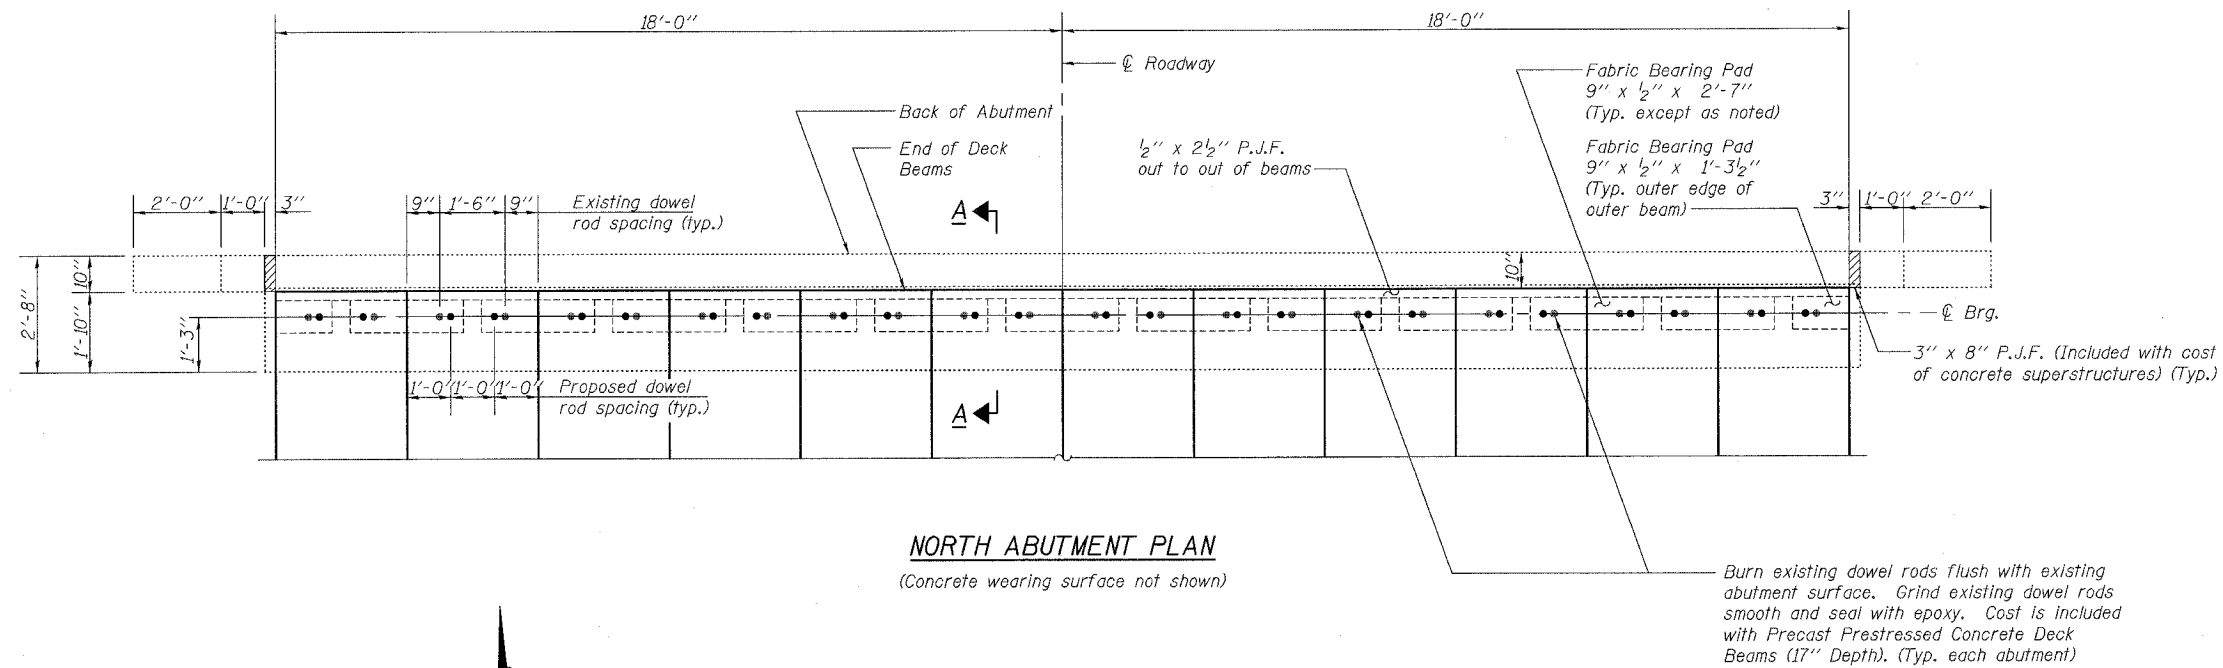 18'-0"
18'-0"
℄ Roadway
Back of Abutment
End of Deck
Beams
½" x 2½" P.J.F.
out to out of beams
Fabric Bearing Pad
9" x ½" x 2'-7"
(Typ. except as noted)
Fabric Bearing Pad
9" x ½" x 1'-3½"
(Typ. outer edge of
outer beam)
2'-0"
1'-0"
3"
9"
1'-6"
9"
Existing dowel
rod spacing (typ.)
A
3"
1'-0"
2'-0"
2'-8"
10"
1'-10"
1'-3"
10"
℄ Brg.
3" x 8" P.J.F. (Included with cost
of concrete superstructures) (Typ.)
1'-0"
1'-0"
1'-0"
Proposed dowel
rod spacing (typ.)
A
NORTH ABUTMENT PLAN
(Concrete wearing surface not shown)
Burn existing dowel rods flush with existing
abutment surface. Grind existing dowel rods
smooth and seal with epoxy. Cost is included
with Precast Prestressed Concrete Deck
Beams (17" Depth). (Typ. each abutment)